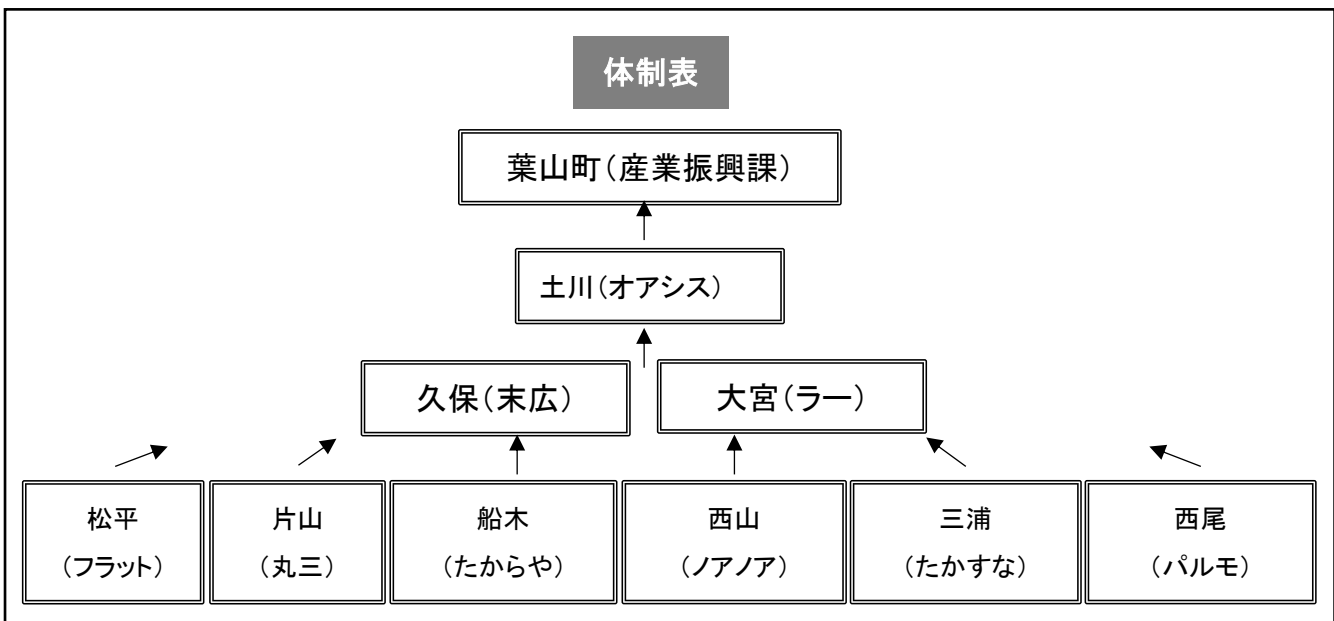 体制表
葉山町(産業振興課)
土川(オアシス)
久保(末広)
大宮(ラー)
松平
(フラット)
片山
(丸三)
船木
(たからや)
西山
(ノアノア)
三浦
(たかすな)
西尾
(パルモ)